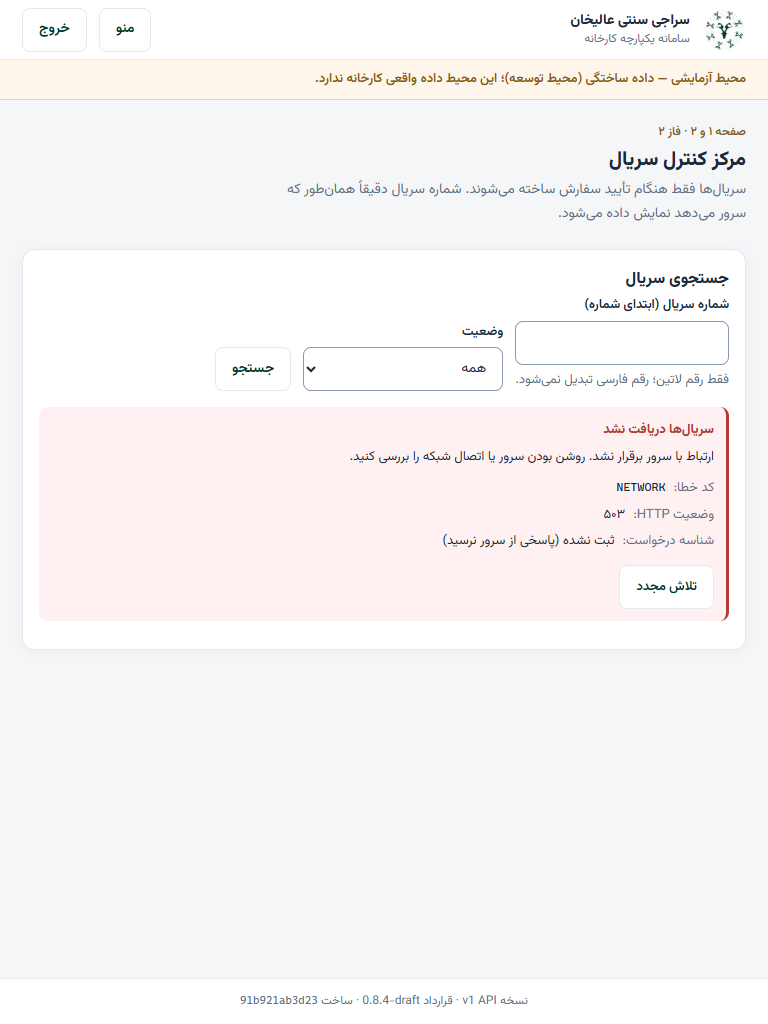 سراجی سنتی عالیخان
سامانه یکپارچه کارخانه
منو
خروج
محیط آزمایشی — داده ساختگی (محیط توسعه)؛ این محیط داده واقعی کارخانه ندارد.
صفحه ۱ و ۲ · فاز ۲
مرکز کنترل سریال
سریال‌ها فقط هنگام تأیید سفارش ساخته می‌شوند. شماره سریال دقیقاً همان‌طور که
سرور می‌دهد نمایش داده می‌شود.
جستجوی سریال
شماره سریال (ابتدای شماره)
فقط رقم لاتین؛ رقم فارسی تبدیل نمی‌شود.
وضعیت
همه
جستجو
سریال‌ها دریافت نشد
ارتباط با سرور برقرار نشد. روشن بودن سرور یا اتصال شبکه را بررسی کنید.
کد خطا: NETWORK
وضعیت HTTP: ۵۰۳
شناسه درخواست: ثبت نشده (پاسخی از سرور نرسید)
تلاش مجدد
نسخه v1 API · قرارداد 0.8.4-draft · ساخت 91b921ab3d23